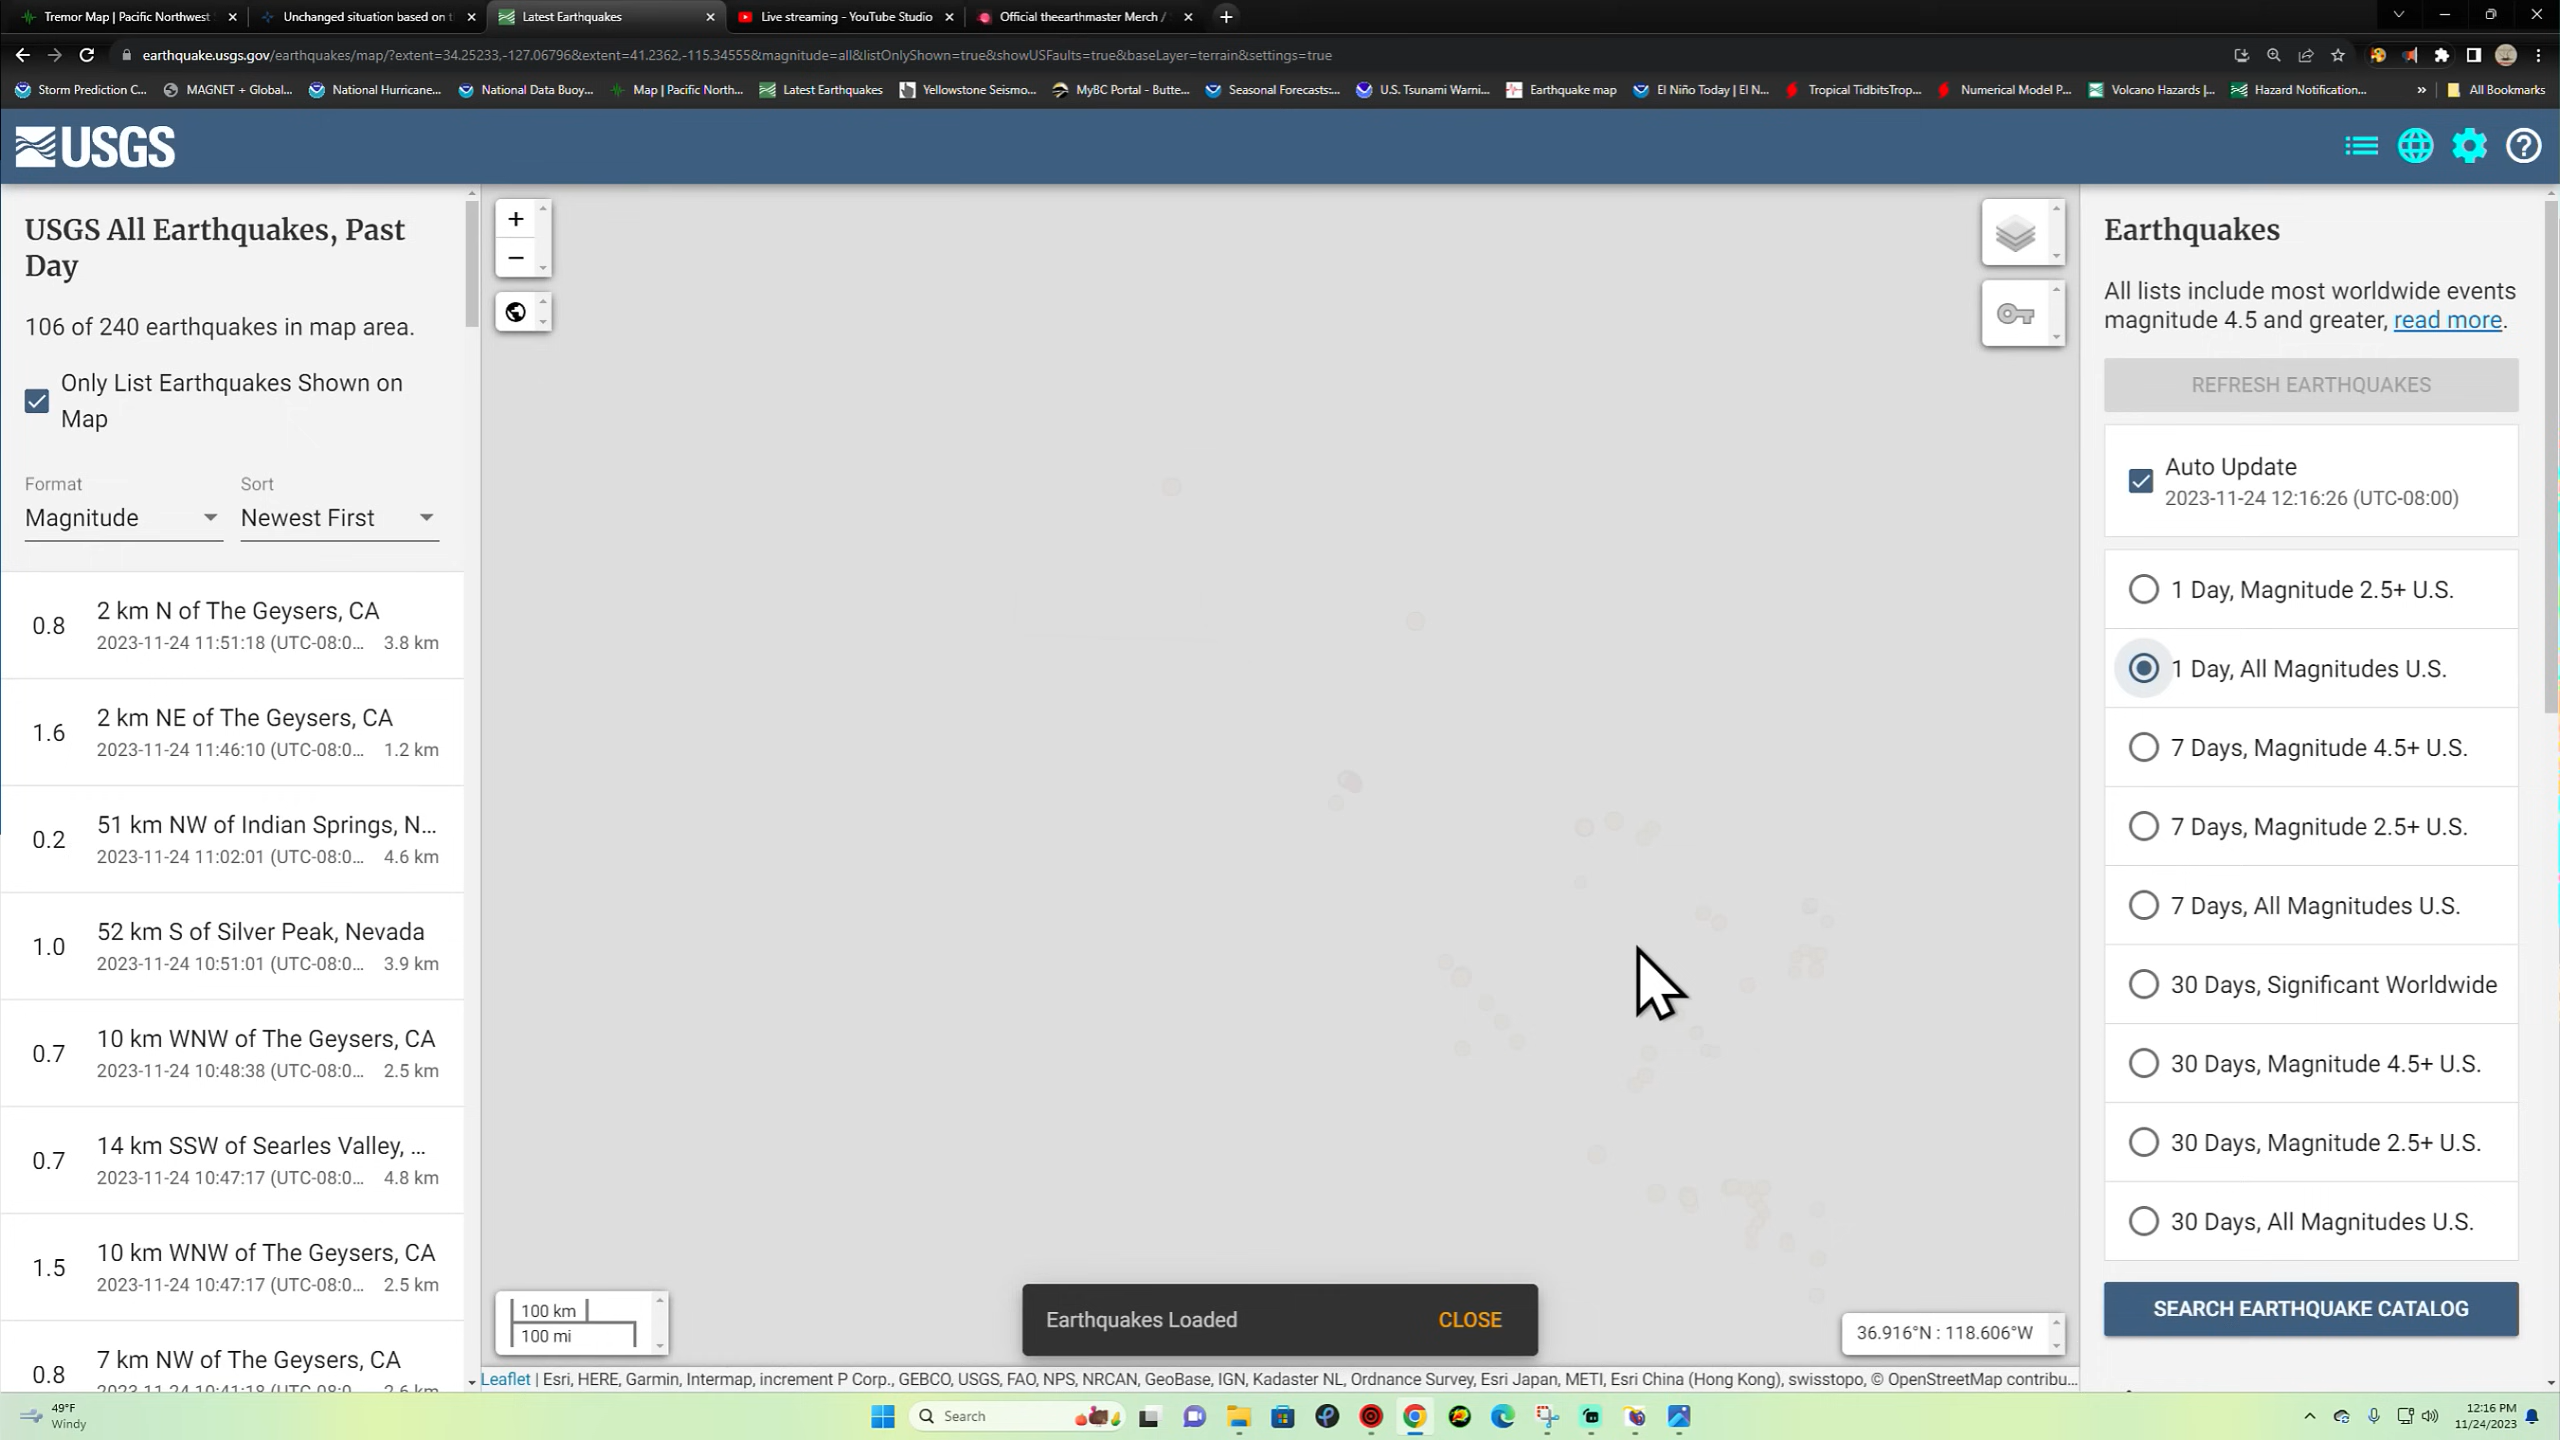 Tremor Map | Pacific Northwest
Unchanged situation based on t
Latest Earthquakes
Live streaming - YouTube Studio
Official theearthmaster Merch /
earthquake.usgs.gov/earthquakes/map/?extent=34.25233,-127.06796&extent=41.2362,-115.34555&magnitude=all&listOnlyShown=true&showUSFaults=true&baseLayer=terrain&settings=true
Storm Prediction C...
MAGNET + Global...
National Hurricane...
National Data Buoy...
Map | Pacific North...
Latest Earthquakes
Yellowstone Seismo...
MyBC Portal - Butte...
Seasonal Forecasts:...
U.S. Tsunami Warni...
Earthquake map
El Niño Today | El N...
Tropical TidbitsTrop...
Numerical Model P...
Volcano Hazards |...
Hazard Notification...
»
All Bookmarks
USGS
USGS All Earthquakes, Past
Day
106 of 240 earthquakes in map area.
Only List Earthquakes Shown on
Map
Format
Magnitude
Sort
Newest First
0.8
2 km N of The Geysers, CA
2023-11-24 11:51:18 (UTC-08:0... 3.8 km
1.6
2 km NE of The Geysers, CA
2023-11-24 11:46:10 (UTC-08:0... 1.2 km
0.2
51 km NW of Indian Springs, N...
2023-11-24 11:02:01 (UTC-08:0... 4.6 km
1.0
52 km S of Silver Peak, Nevada
2023-11-24 10:51:01 (UTC-08:0... 3.9 km
0.7
10 km WNW of The Geysers, CA
2023-11-24 10:48:38 (UTC-08:0... 2.5 km
0.7
14 km SSW of Searles Valley, ...
2023-11-24 10:47:17 (UTC-08:0... 4.8 km
1.5
10 km WNW of The Geysers, CA
2023-11-24 10:47:17 (UTC-08:0... 2.5 km
0.8
7 km NW of The Geysers, CA
2023-11-24 10:41:18 (UTC-08:0... 2.6 km
+
−
100 km
100 mi
Earthquakes Loaded
CLOSE
36.916°N : 118.606°W
Leaflet | Esri, HERE, Garmin, Intermap, increment P Corp., GEBCO, USGS, FAO, NPS, NRCAN, GeoBase, IGN, Kadaster NL, Ordnance Survey, Esri Japan, METI, Esri China (Hong Kong), swisstopo, © OpenStreetMap contribu...
Earthquakes
All lists include most worldwide events
magnitude 4.5 and greater, read more.
REFRESH EARTHQUAKES
Auto Update
2023-11-24 12:16:26 (UTC-08:00)
1 Day, Magnitude 2.5+ U.S.
1 Day, All Magnitudes U.S.
7 Days, Magnitude 4.5+ U.S.
7 Days, Magnitude 2.5+ U.S.
7 Days, All Magnitudes U.S.
30 Days, Significant Worldwide
30 Days, Magnitude 4.5+ U.S.
30 Days, Magnitude 2.5+ U.S.
30 Days, All Magnitudes U.S.
SEARCH EARTHQUAKE CATALOG
49°F
Windy
Search
12:16 PM
11/24/2023